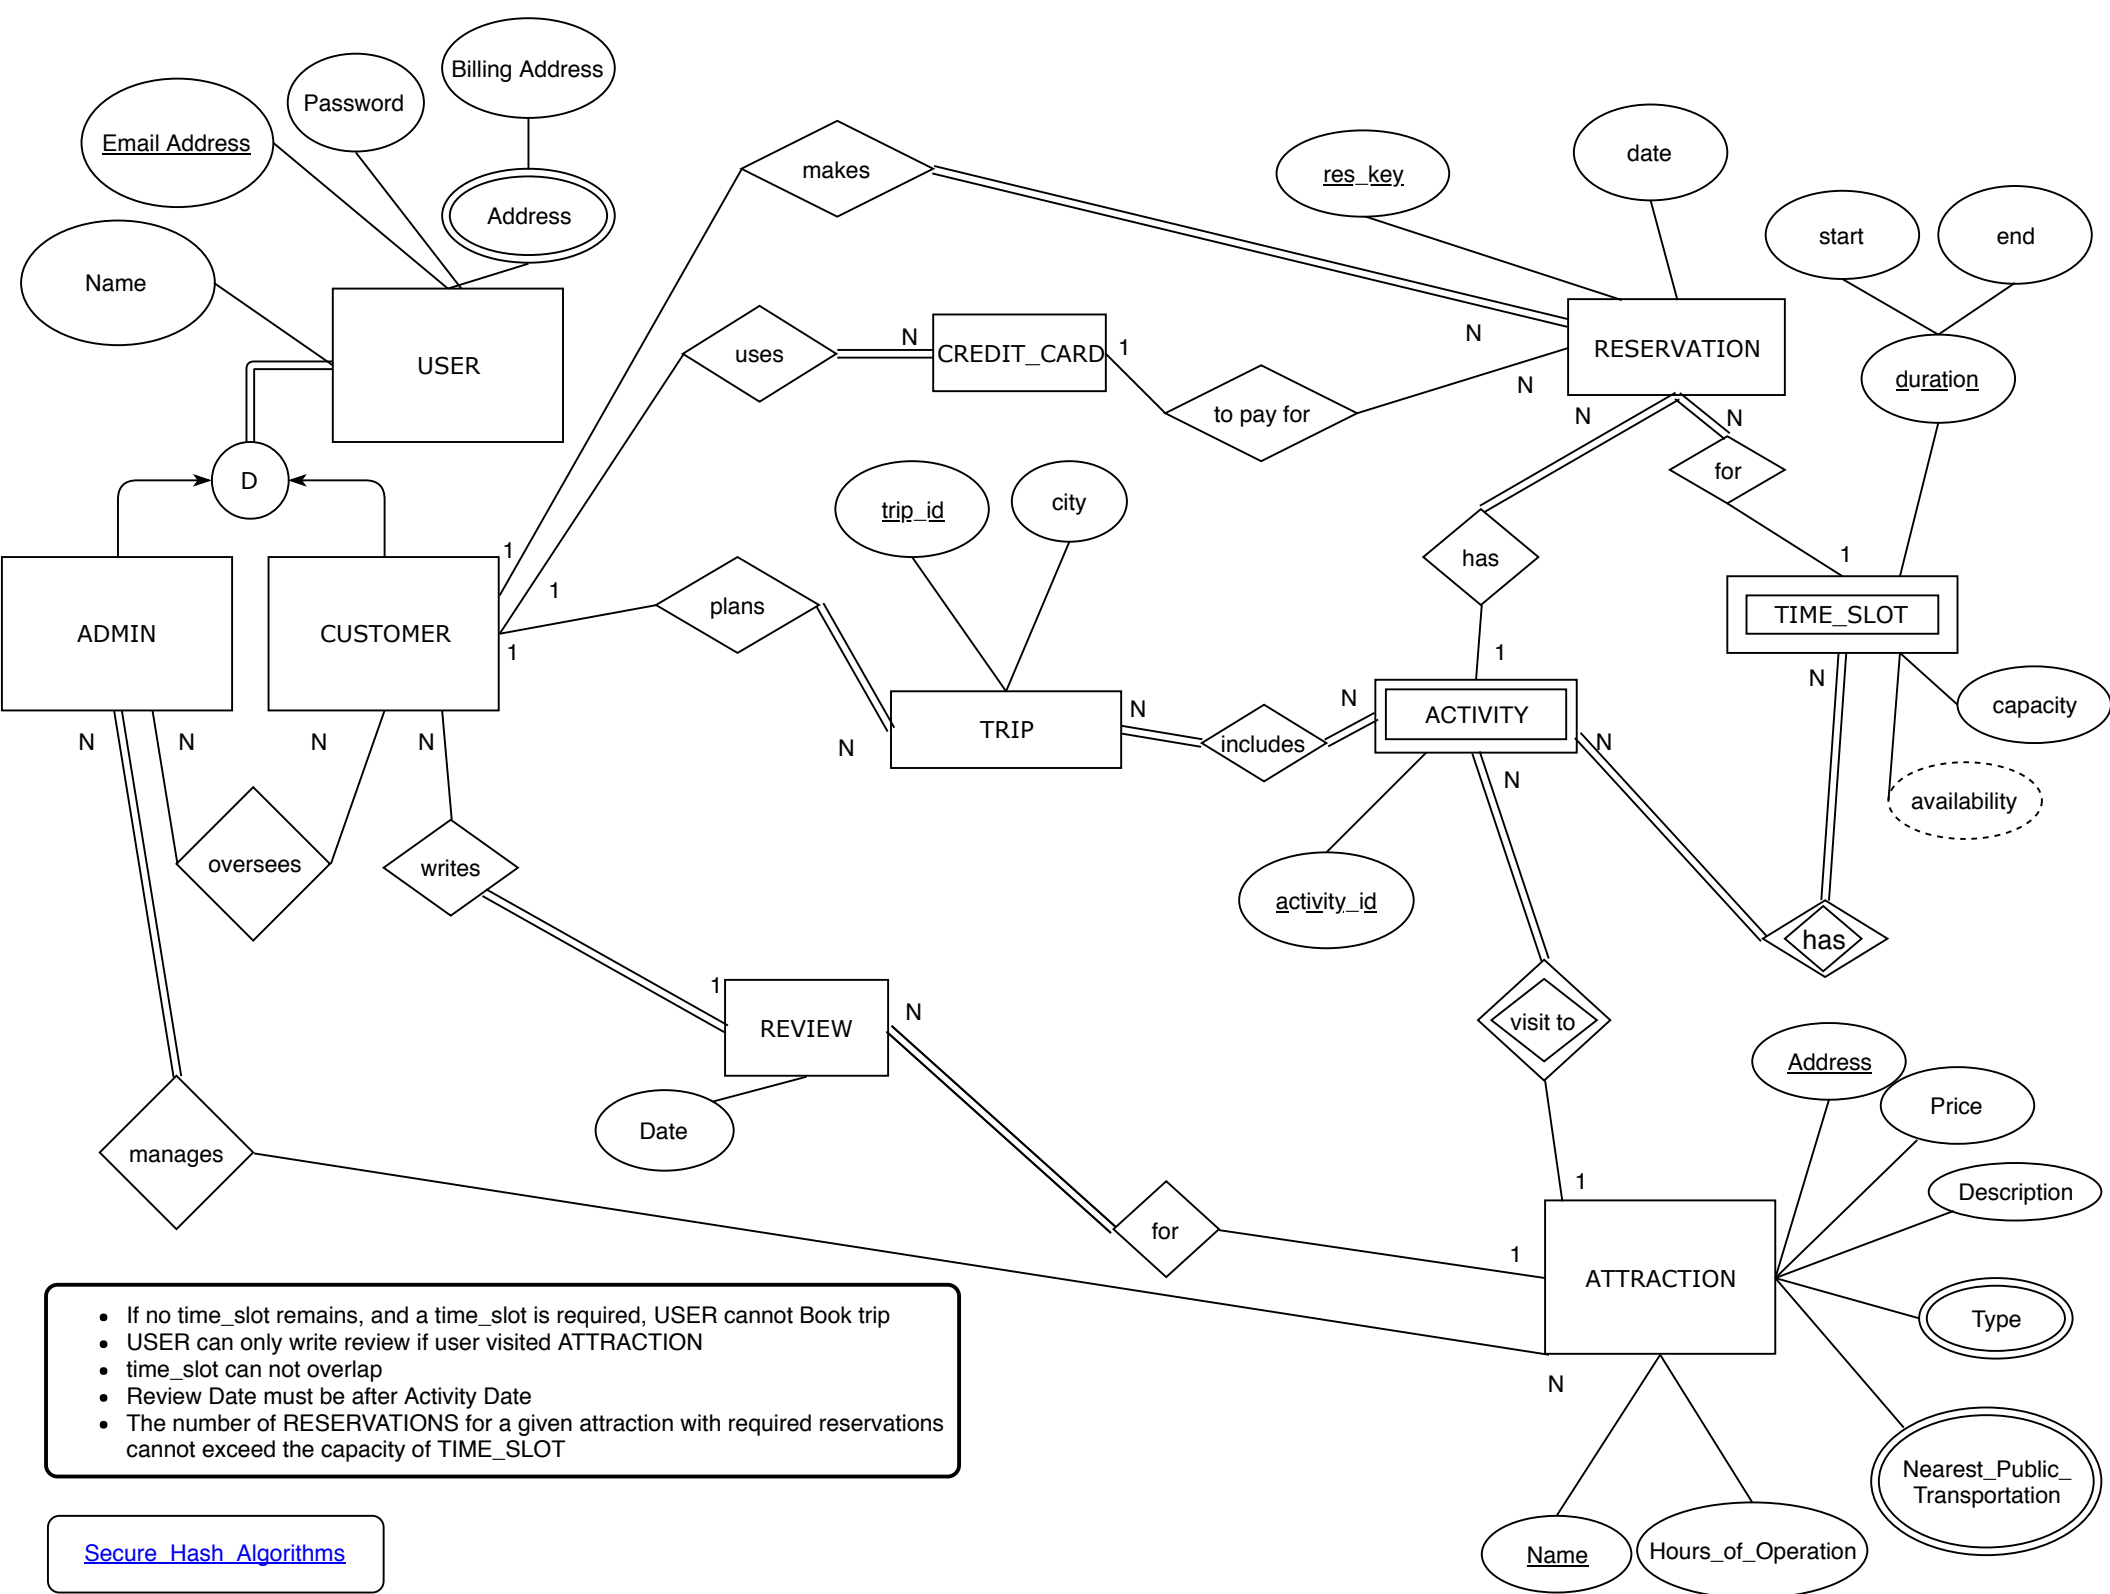 Billing Address
Password
Email Address
Address
Name
USER
D
ADMIN
CUSTOMER
makes
res_key
date
start
end
duration
uses
N
CREDIT_CARD
1
to pay for
N
N
RESERVATION
N
N
for
1
has
1
trip_id
city
1
1
1
plans
N
TRIP
N
includes
N
ACTIVITY
N
N
activity_id
TIME_SLOT
N
capacity
availability
has
N
N
N
N
oversees
writes
manages
1
REVIEW
N
Date
for
visit to
1
1
ATTRACTION
N
Address
Price
Description
Type
Nearest_Public_
Transportation
Name
Hours_of_Operation
If no time_slot remains, and a time_slot is required, USER cannot Book trip
USER can only write review if user visited ATTRACTION
time_slot can not overlap
Review Date must be after Activity Date
The number of RESERVATIONS for a given attraction with required reservations
cannot exceed the capacity of TIME_SLOT
Secure_Hash_Algorithms